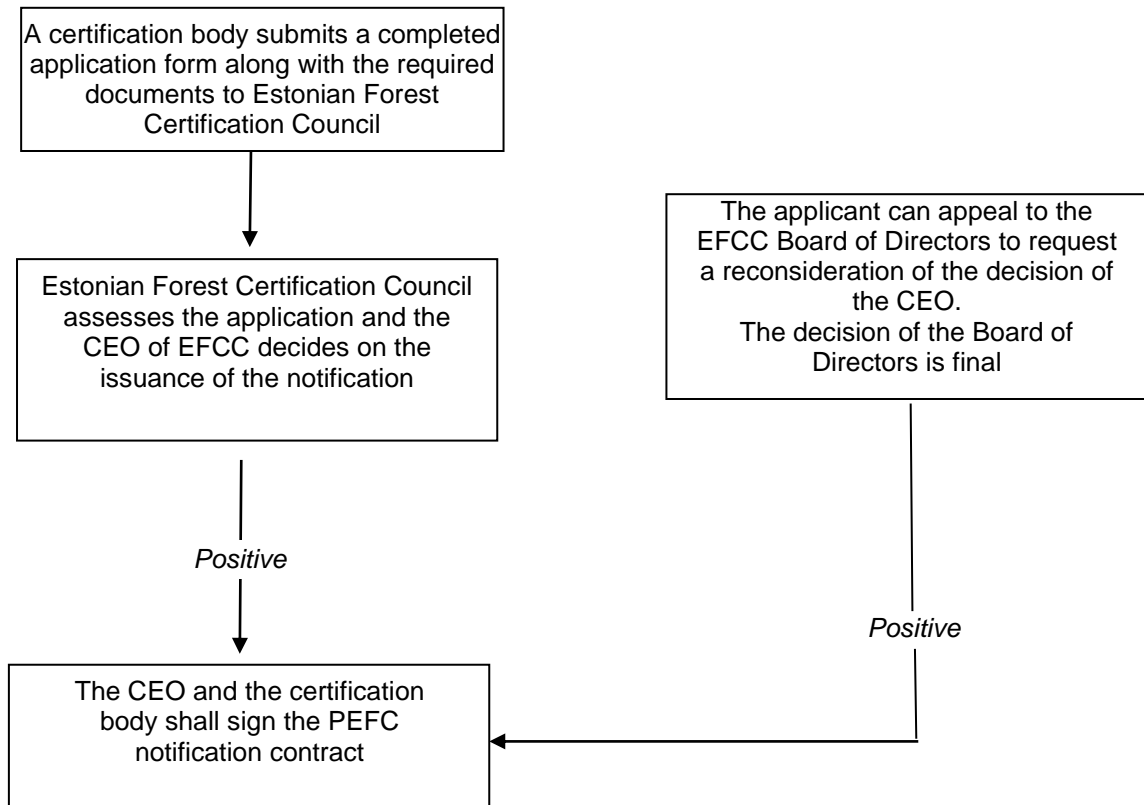 A certification body submits a completed
application form along with the required
documents to Estonian Forest
Certification Council
The applicant can appeal to the
EFCC Board of Directors to request
a reconsideration of the decision of
the CEO.
The decision of the Board of
Directors is final
Estonian Forest Certification Council
assesses the application and the
CEO of EFCC decides on the
issuance of the notification
Positive
Positive
The CEO and the certification
body shall sign the PEFC
notification contract